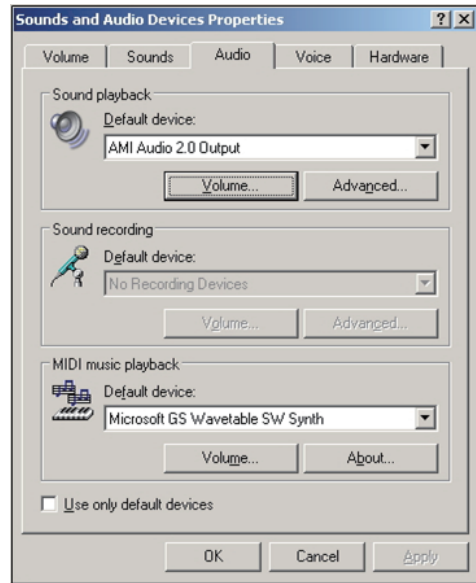 Sounds and Audio Devices Properties
Volume Sounds Audio Voice Hardware
Sound playback
Default device:
AMI Audio 2.0 Output
Volume... Advanced...
Sound recording
Default device:
No Recording Devices
Volume... Advanced...
MIDI music playback
Default device:
Microsoft GS Wavetable SW Synth
Volume... About...
Use only default devices
OK Cancel Apply